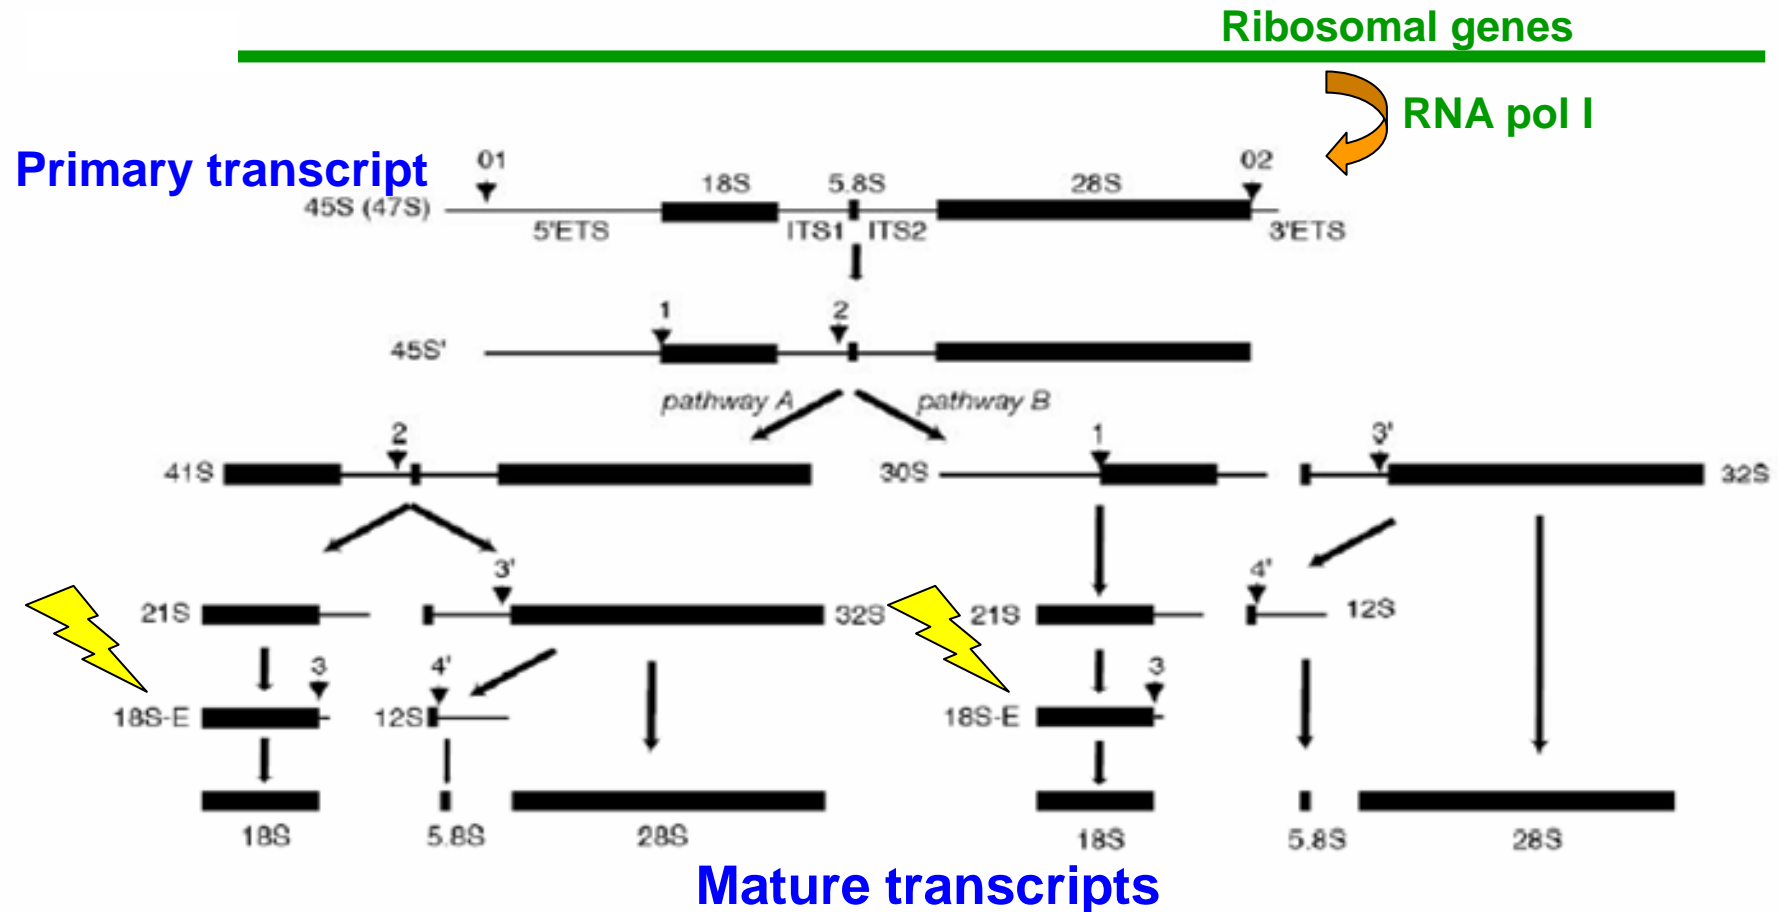 Ribosomal genes
RNA pol I
Primary transcript
01
02
18S
5.8S
28S
45S (47S)
5'ETS
ITS1
ITS2
3'ETS
1
2
45S'
pathway A
pathway B
2
1
3'
41S
30S
32S
3'
4'
21S
32S
21S
12S
3
4'
3
18S-E
12S
18S-E
18S
5.8S
28S
18S
5.8S
28S
Mature transcripts